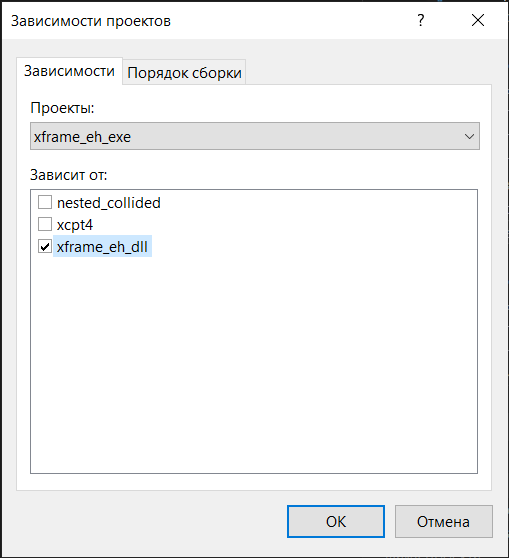 Зависимости проектов
Зависимости
Порядок сборки
Проекты:
xframe_eh_exe
Зависит от:
nested_collided
xcpt4
xframe_eh_dll
OK
Отмена